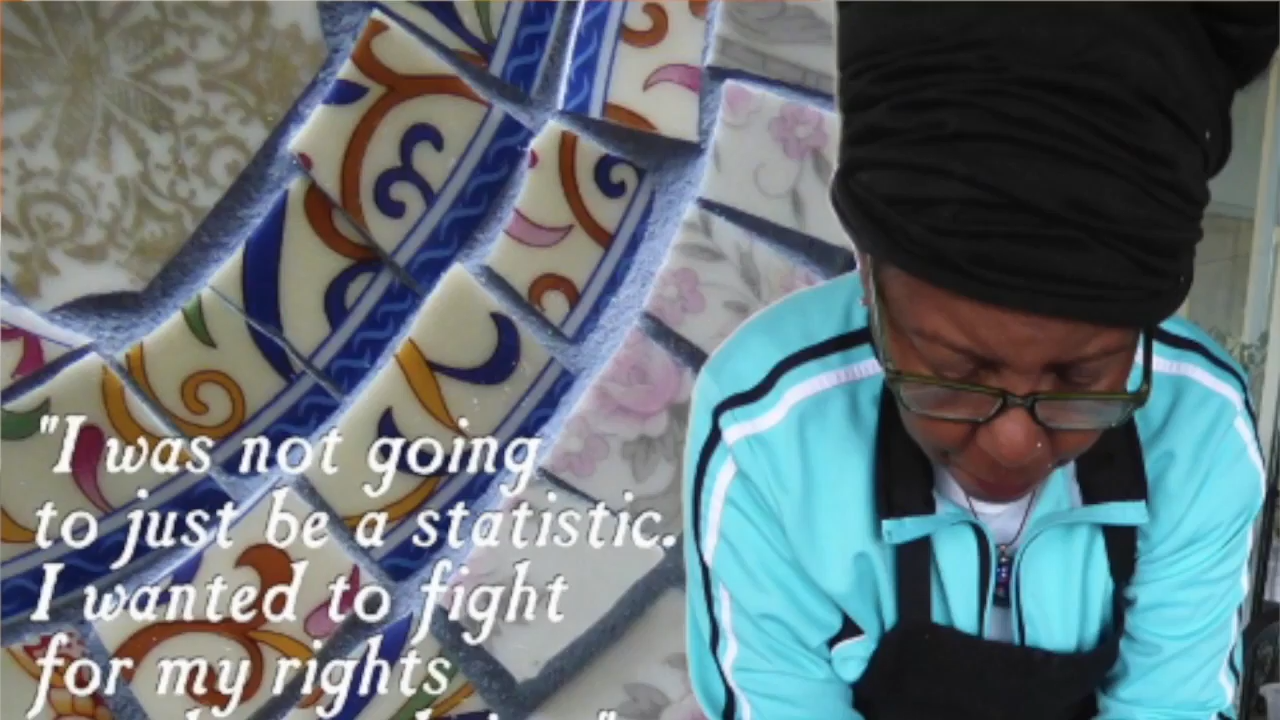 "I was not going
to just be a statistic.
I wanted to fight
for my rights